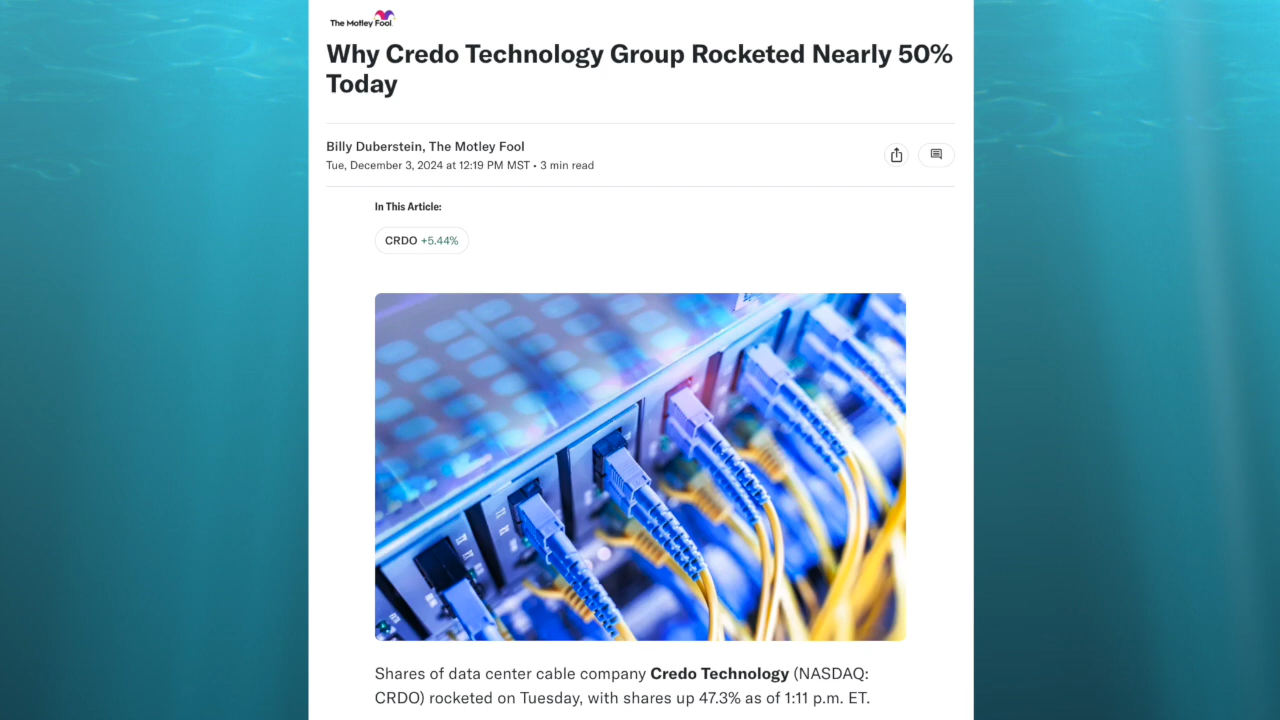 The Motley Fool
Why Credo Technology Group Rocketed Nearly 50%
Today
Billy Duberstein, The Motley Fool
Tue, December 3, 2024 at 12:19 PM MST • 3 min read
In This Article:
CRDO +5.44%
Shares of data center cable company Credo Technology (NASDAQ:
CRDO) rocketed on Tuesday, with shares up 47.3% as of 1:11 p.m. ET.